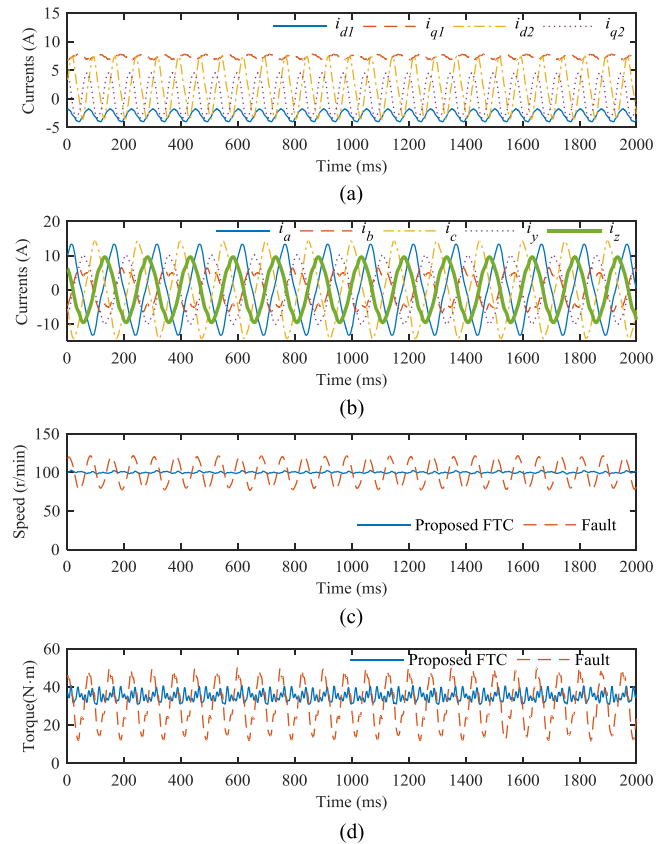 15
10
5
0
-5
Currents (A)
i_d1 i_q1 i_d2 i_q2
0 200 400 600 800 1000 1200 1400 1600 1800 2000
Time (ms)
(a)
20
10
0
-10
Currents (A)
i_a i_b i_c i_y i_z
0 200 400 600 800 1000 1200 1400 1600 1800 2000
Time (ms)
(b)
150
100
50
0
Speed (r/min)
Proposed FTC Fault
0 200 400 600 800 1000 1200 1400 1600 1800 2000
Time (ms)
(c)
60
40
20
0
Torque(N·m)
Proposed FTC Fault
0 200 400 600 800 1000 1200 1400 1600 1800 2000
Time (ms)
(d)